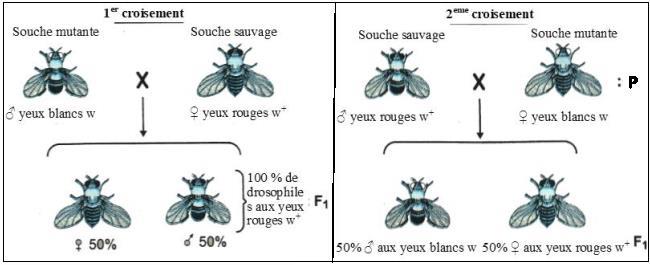 1er croisement
Souche mutante
Souche sauvage
X
♂ yeux blancs w
♀ yeux rouges w+
100 % de
drosophile
s aux yeux
rouges w+
F1
♀ 50%
♂ 50%
2eme croisement
Souche sauvage
Souche mutante
X
: P
♂ yeux rouges w+
♀ yeux blancs w
50% ♂ aux yeux blancs w 50% ♀ aux yeux rouges w+ F1